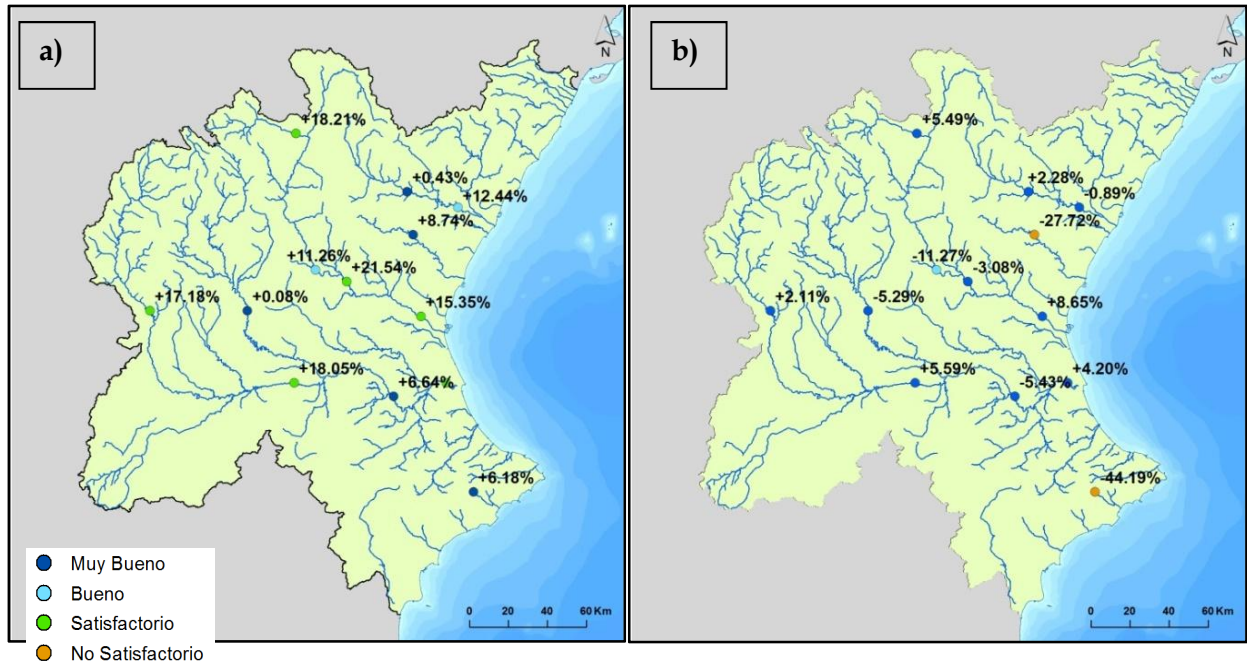 a)
N
+18.21%
+0.43%
+12.44%
+8.74%
+11.26%
+21.54%
+17.18%
+0.08%
+15.35%
+18.05%
+6.64%
+6.18%
0 20 40 60 Km
Muy Bueno
Bueno
Satisfactorio
No Satisfactorio
b)
N
+5.49%
+2.28%
-0.89%
-27.72%
-11.27%
-3.08%
+2.11%
-5.29%
+8.65%
+5.59%
-5.43%
+4.20%
-44.19%
0 20 40 60 Km